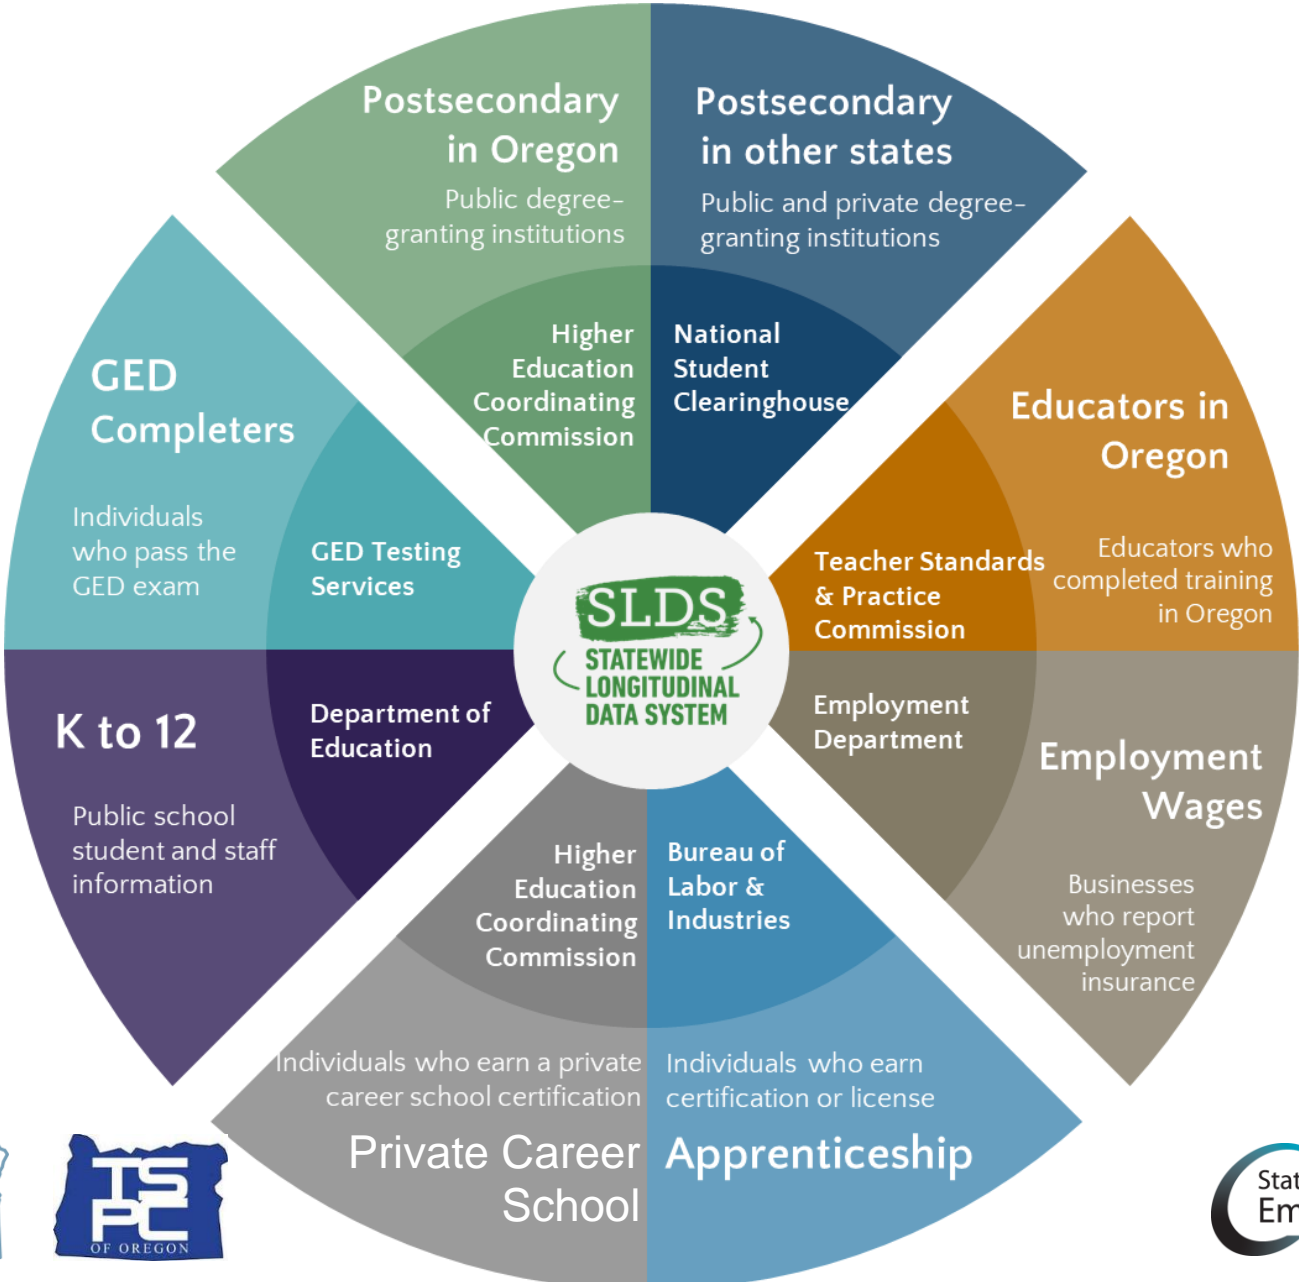 Postsecondary
in Oregon
Public degree-
granting institutions
Higher
Education
Coordinating
Commission
Postsecondary
in other states
Public and private degree-
granting institutions
National
Student
Clearinghouse
GED
Completers
Individuals
who pass the
GED exam
GED Testing
Services
Educators in
Oregon
Educators who
completed training
in Oregon
Teacher Standards
& Practice
Commission
SLDS
STATEWIDE
LONGITUDINAL
DATA SYSTEM
K to 12
Public school
student and staff
information
Department of
Education
Employment
Department
Employment
Wages
Businesses
who report
unemployment
insurance
Higher
Education
Coordinating
Commission
Individuals who earn a private
career school certification
Private Career
School
Bureau of
Labor &
Industries
Individuals who earn
certification or license
Apprenticeship
TS
PC
OF OREGON
Stat
Em